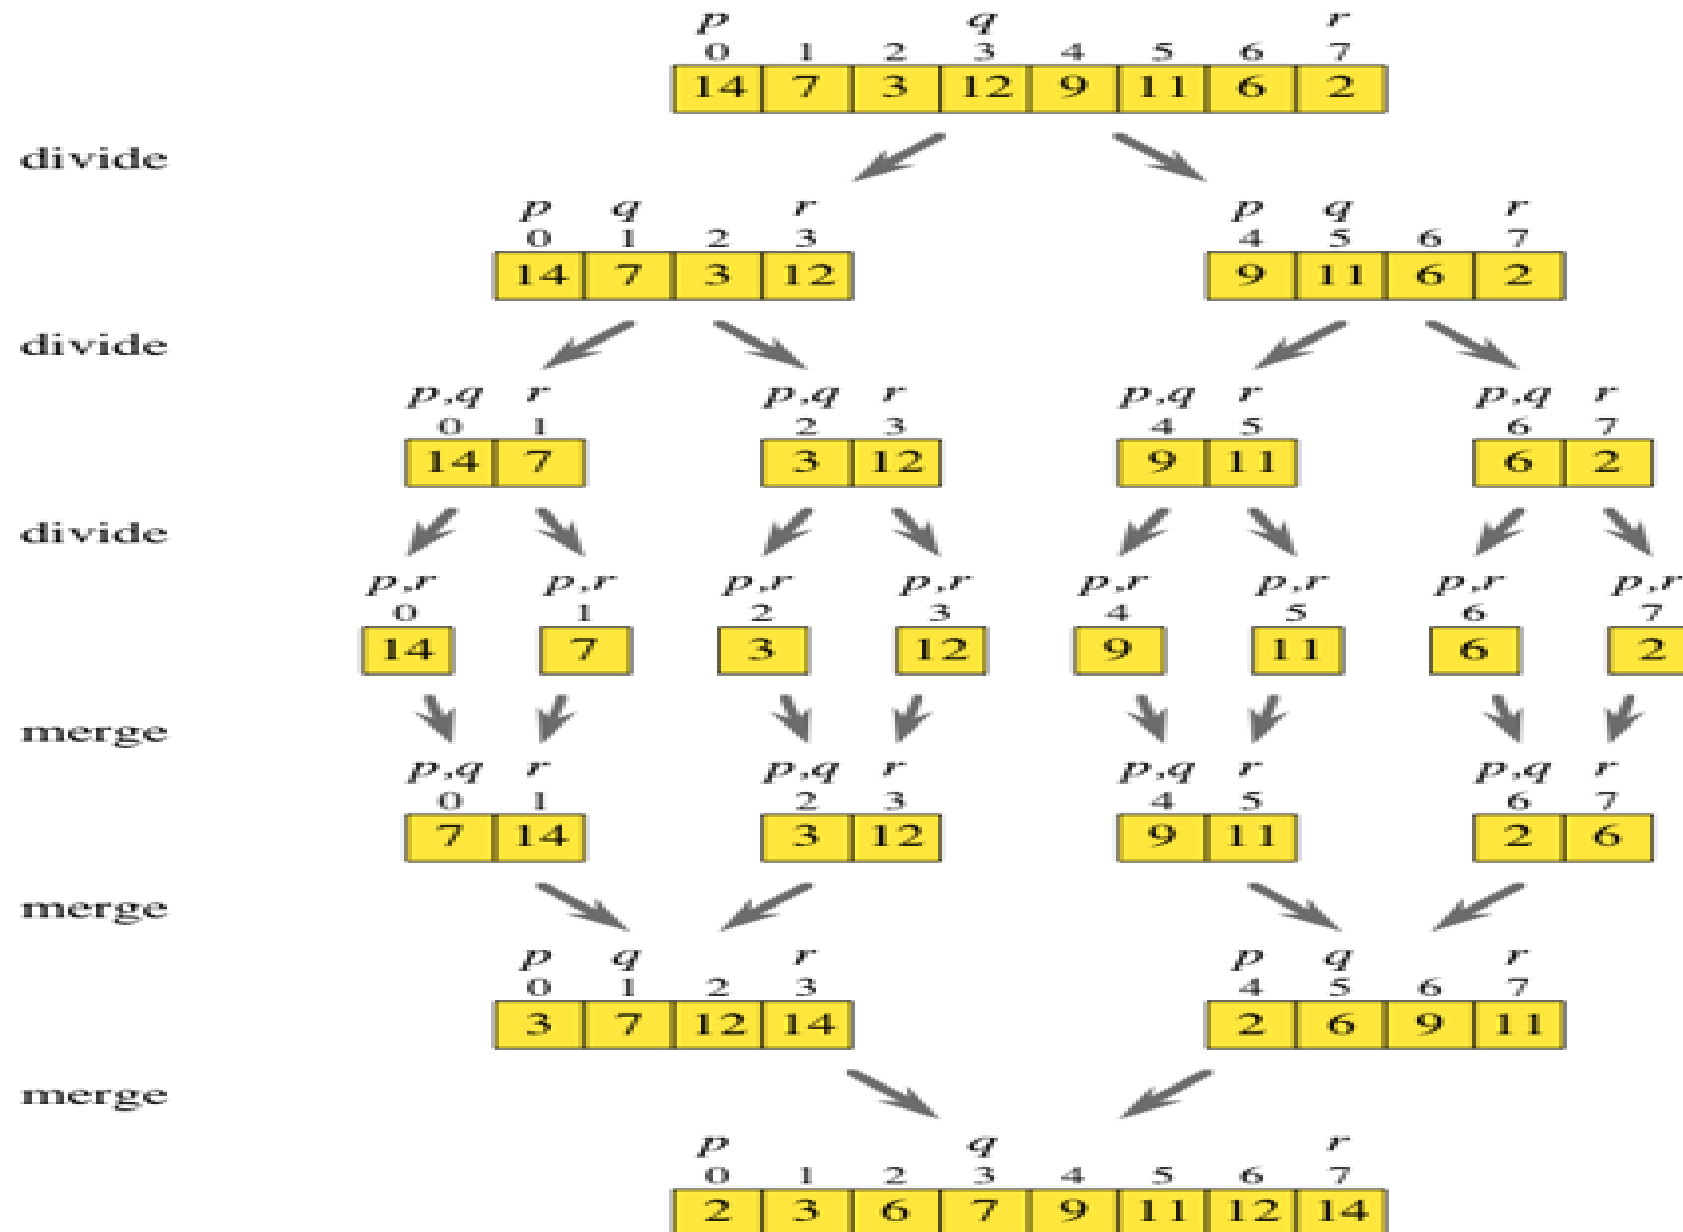 p q r
0 1 2 3 4 5 6 7
14 7 3 12 9 11 6 2
divide
p q r p q r
0 1 2 3 4 5 6 7
14 7 3 12 9 11 6 2
divide
p,q r p,q r p,q r p,q r
0 1 2 3 4 5 6 7
14 7 3 12 9 11 6 2
divide
p,r p,r p,r p,r p,r p,r p,r p,r
0 1 2 3 4 5 6 7
14 7 3 12 9 11 6 2
merge
p,q r p,q r p,q r p,q r
0 1 2 3 4 5 6 7
7 14 3 12 9 11 2 6
merge
p q r p q r
0 1 2 3 4 5 6 7
3 7 12 14 2 6 9 11
merge
p q r
0 1 2 3 4 5 6 7
2 3 6 7 9 11 12 14